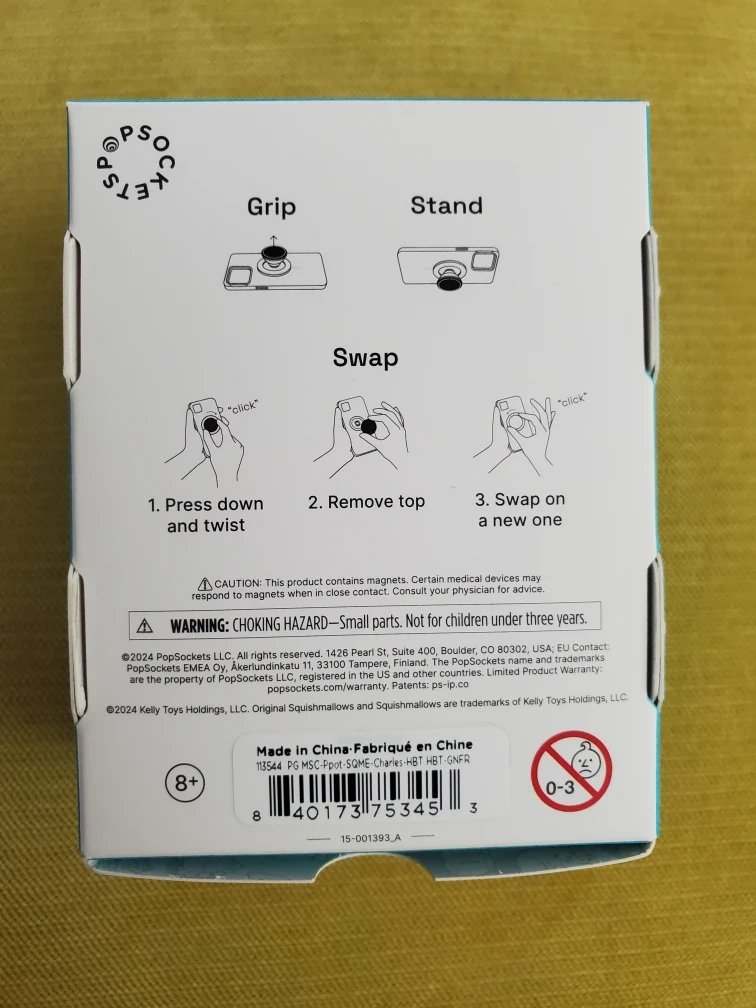 POPSOCKETS
Grip
Stand
Swap
"click"
"click"
1. Press down
and twist
2. Remove top
3. Swap on
a new one
CAUTION: This product contains magnets. Certain medical devices may
respond to magnets when in close contact. Consult your physician for advice.
WARNING: CHOKING HAZARD—Small parts. Not for children under three years.
©2024 PopSockets LLC. All rights reserved. 1426 Pearl St, Suite 400, Boulder, CO 80302, USA; EU Contact:
PopSockets EMEA Oy, Åkerlundinkatu 11, 33100 Tampere, Finland. The PopSockets name and trademarks
are the property of PopSockets LLC, registered in the US and other countries. Limited Product Warranty:
popsockets.com/warranty. Patents: ps-ip.co
©2024 Kelly Toys Holdings, LLC. Original Squishmallows and Squishmallows are trademarks of Kelly Toys Holdings, LLC.
8+
Made in China·Fabriqué en Chine
113544 PG MSC-Ppot-SQME-Charles-HBT HBT-GNFR
8 40173 75345 3
0-3
15-001393_A